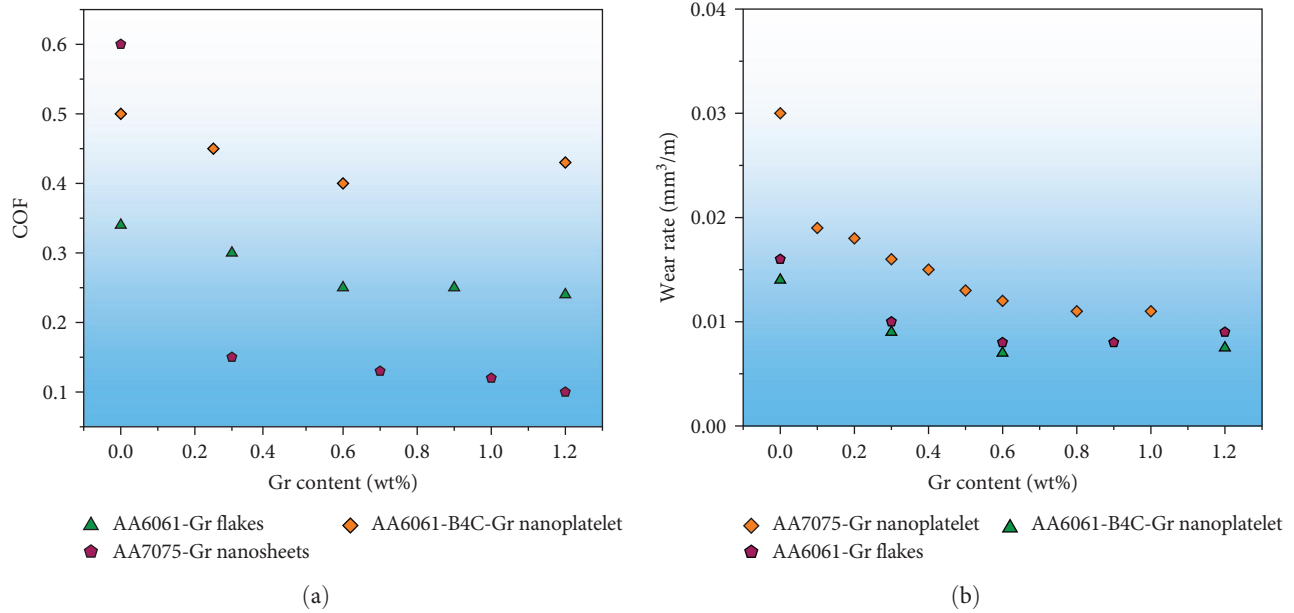 0.6
0.5
0.4
0.3
0.2
0.1
COF
0.0 0.2 0.4 0.6 0.8 1.0 1.2
Gr content (wt%)
AA6061-Gr flakes
AA6061-B4C-Gr nanoplatelet
AA7075-Gr nanosheets
(a)
0.04
0.03
0.02
0.01
0.00
Wear rate (mm³/m)
0.0 0.2 0.4 0.6 0.8 1.0 1.2
Gr content (wt%)
AA7075-Gr nanoplatelet
AA6061-B4C-Gr nanoplatelet
AA6061-Gr flakes
(b)